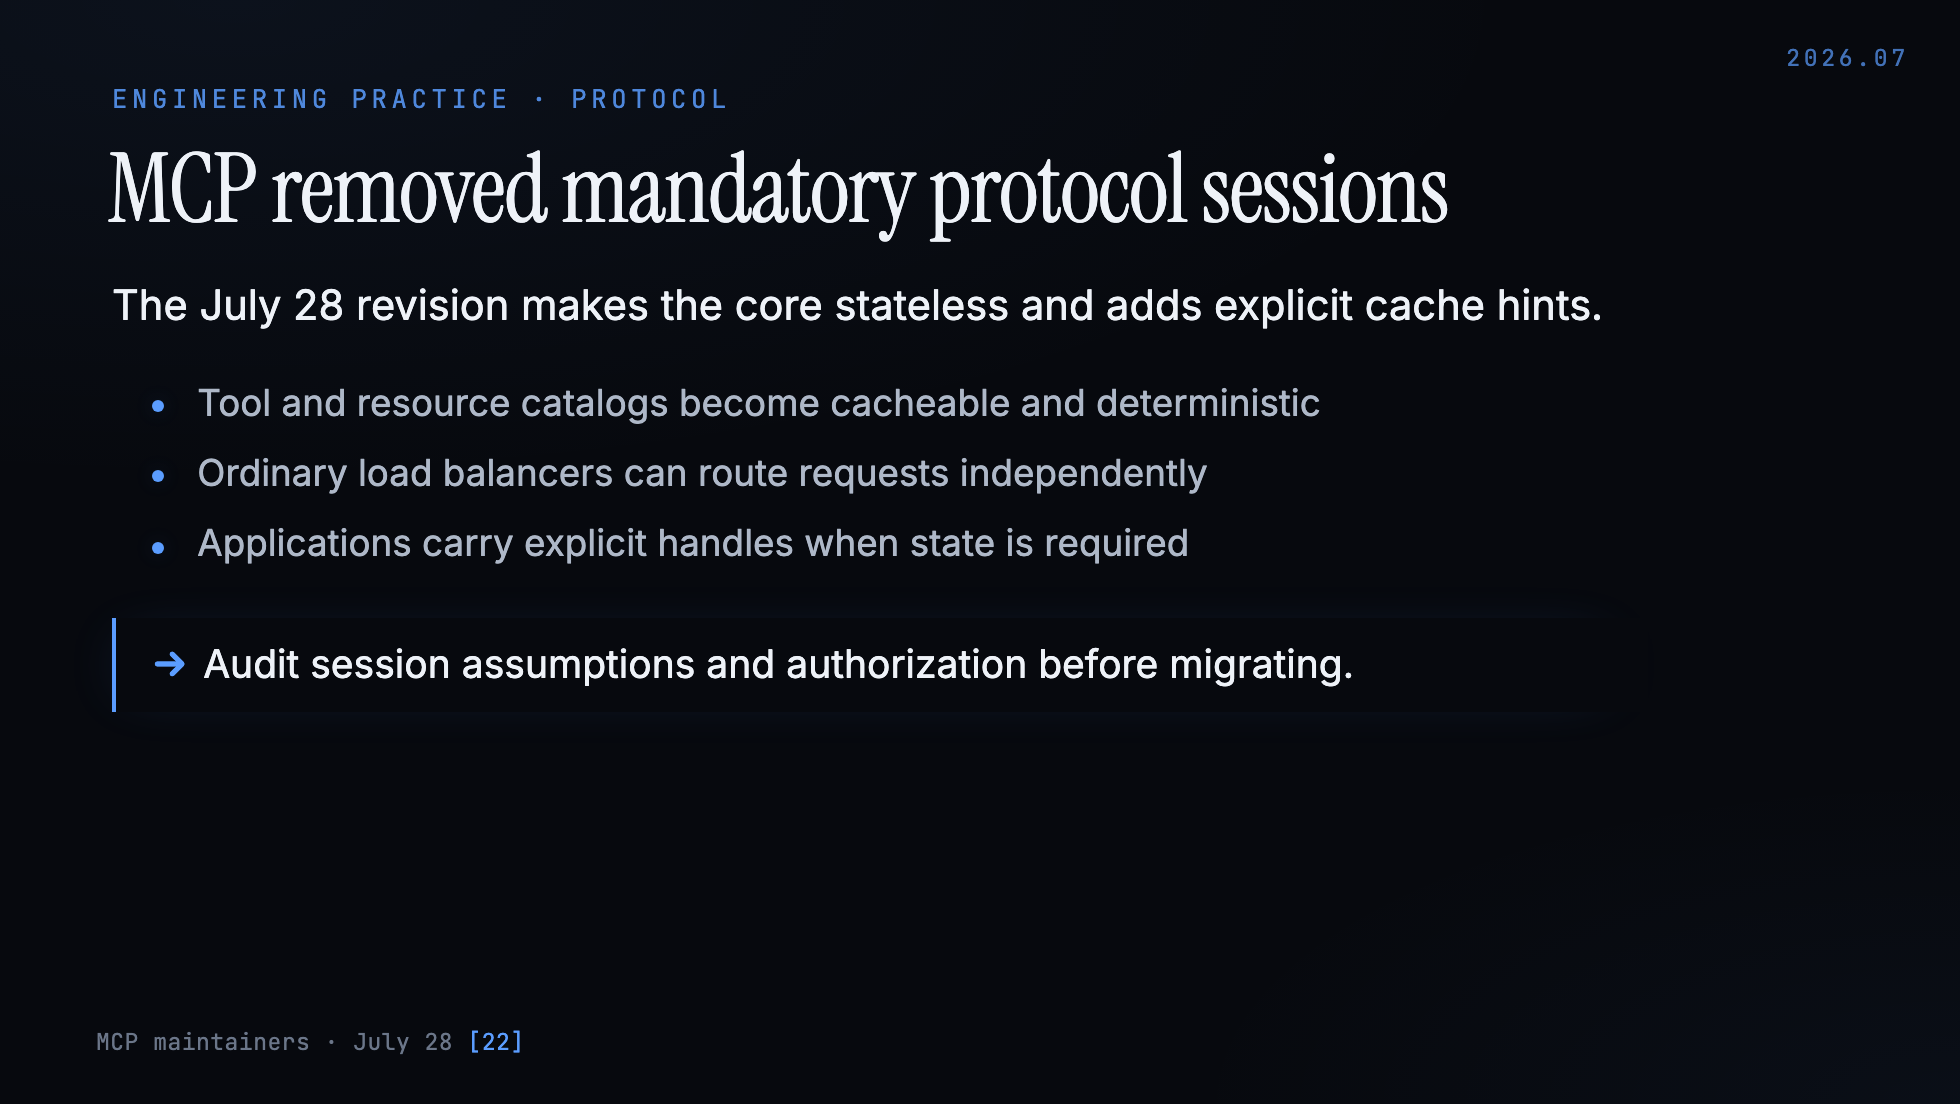 2026.07
ENGINEERING PRACTICE · PROTOCOL
MCP removed mandatory protocol sessions
The July 28 revision makes the core stateless and adds explicit cache hints.
• Tool and resource catalogs become cacheable and deterministic
• Ordinary load balancers can route requests independently
• Applications carry explicit handles when state is required
→ Audit session assumptions and authorization before migrating.
MCP maintainers · July 28 [22]